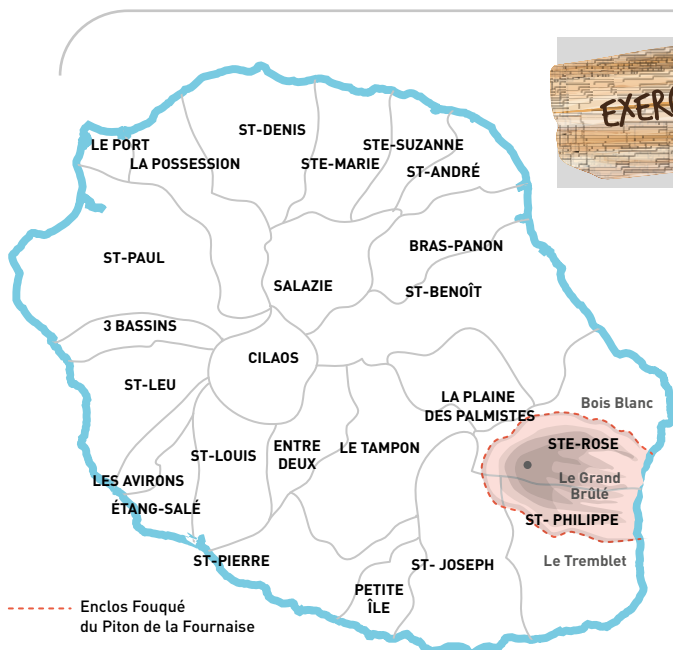 EXERC
ST-DENIS
LE PORT
STE-SUZANNE
LA POSSESSION
STE-MARIE
ST-ANDRÉ
BRAS-PANON
ST-PAUL
SALAZIE
ST-BENOÎT
3 BASSINS
CILAOS
ST-LEU
LA PLAINE
DES PALMISTES
Bois Blanc
ST-LOUIS
ENTRE
DEUX
LE TAMPON
STE-ROSE
LES AVIRONS
Le Grand
Brûlé
ÉTANG-SALÉ
ST- PHILIPPE
ST-PIERRE
ST- JOSEPH
Le Tremblet
PETITE
ÎLE
Enclos Fouqué
du Piton de la Fournaise